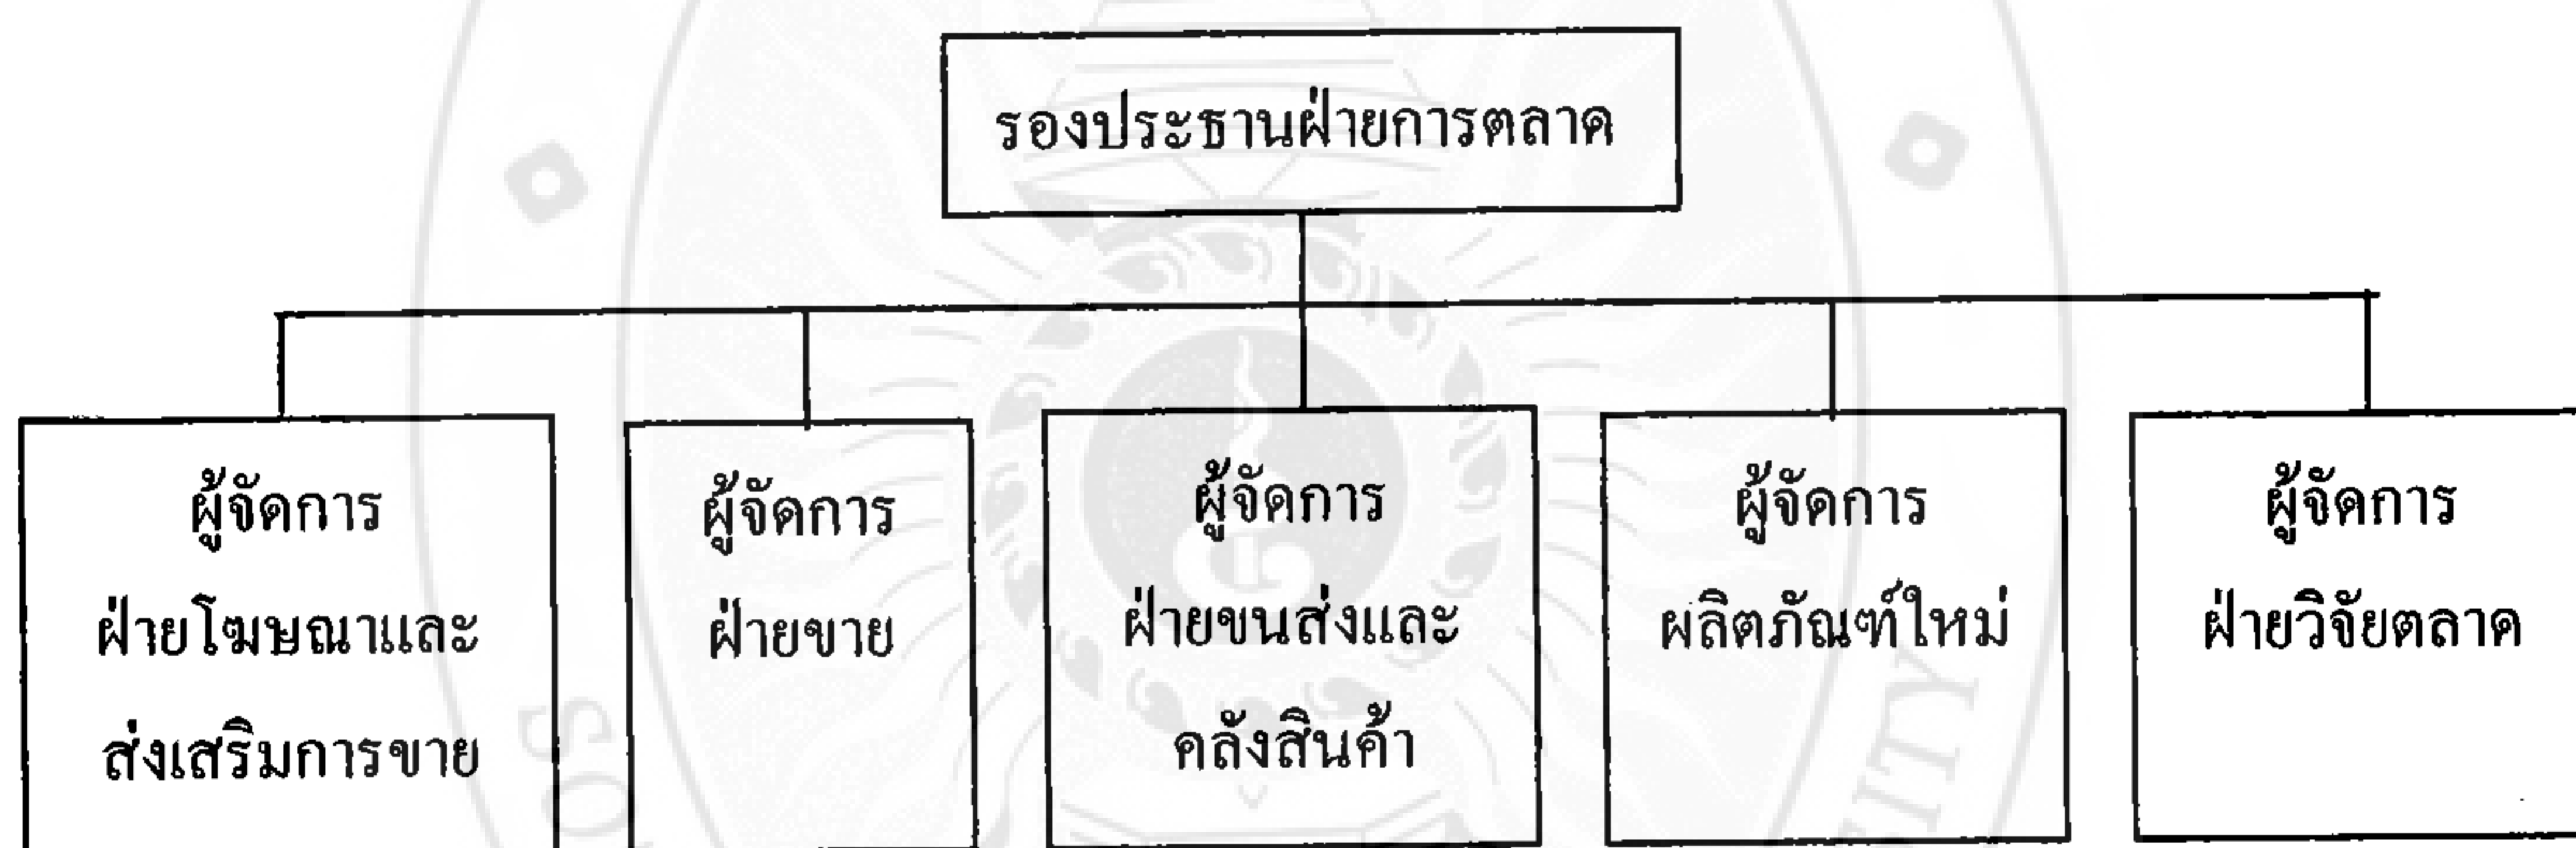 รองประธานฝ่ายการตลาด
ผู้จัดการ
ฝ่ายโฆษณาและ
ส่งเสริมการขาย
ผู้จัดการ
ฝ่ายขาย
ผู้จัดการ
ฝ่ายขนส่งและ
คลังสินค้า
ผู้จัดการ
ผลิตภัณฑ์ใหม่
ผู้จัดการ
ฝ่ายวิจัยตลาด